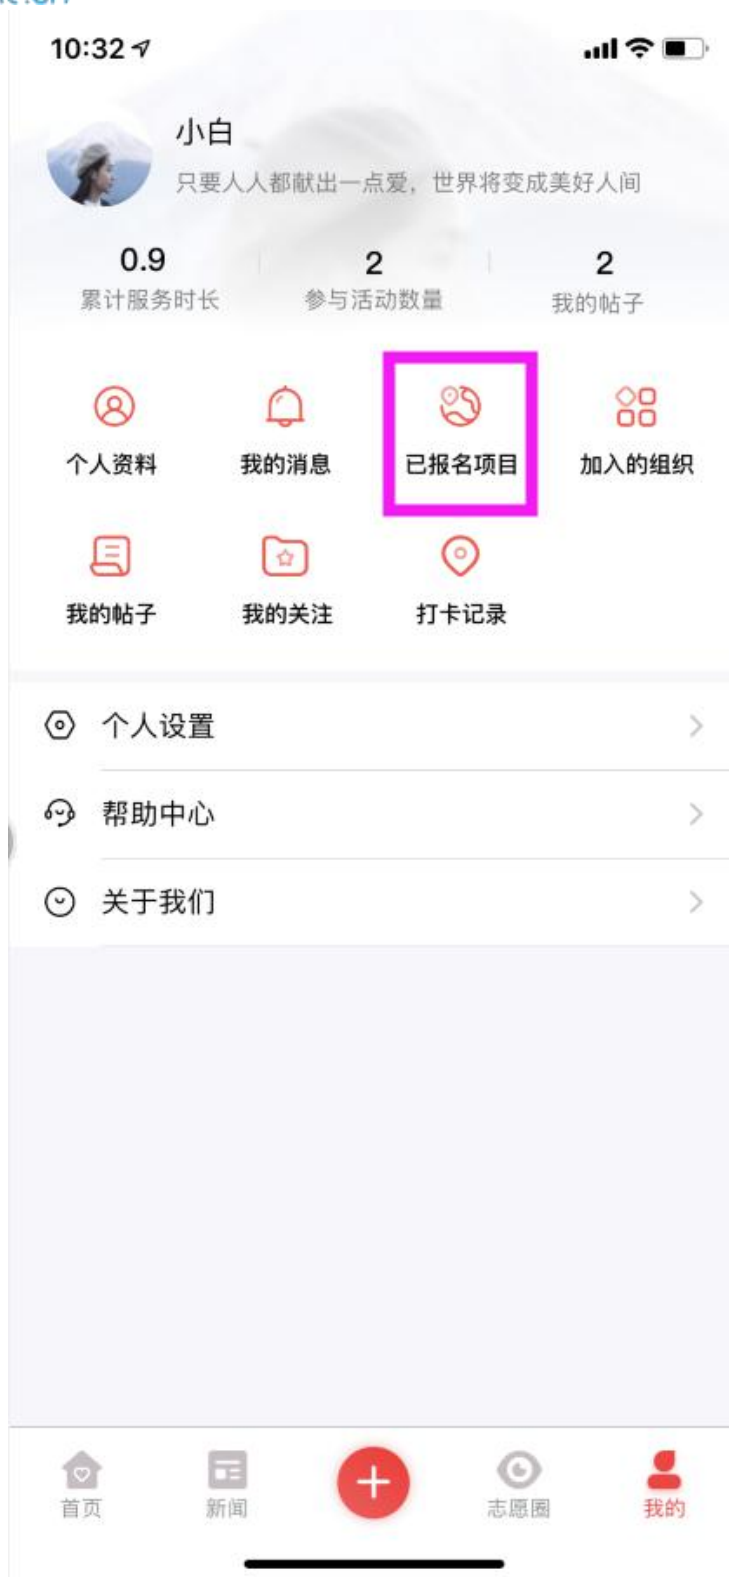 10:32
小白
只要人人都献出一点爱，世界将变成美好人间
0.9 2 2
累计服务时长 参与活动数量 我的帖子
个人资料 我的消息 已报名项目 加入的组织
我的帖子 我的关注 打卡记录
个人设置
帮助中心
关于我们
首页 新闻 志愿圈 我的